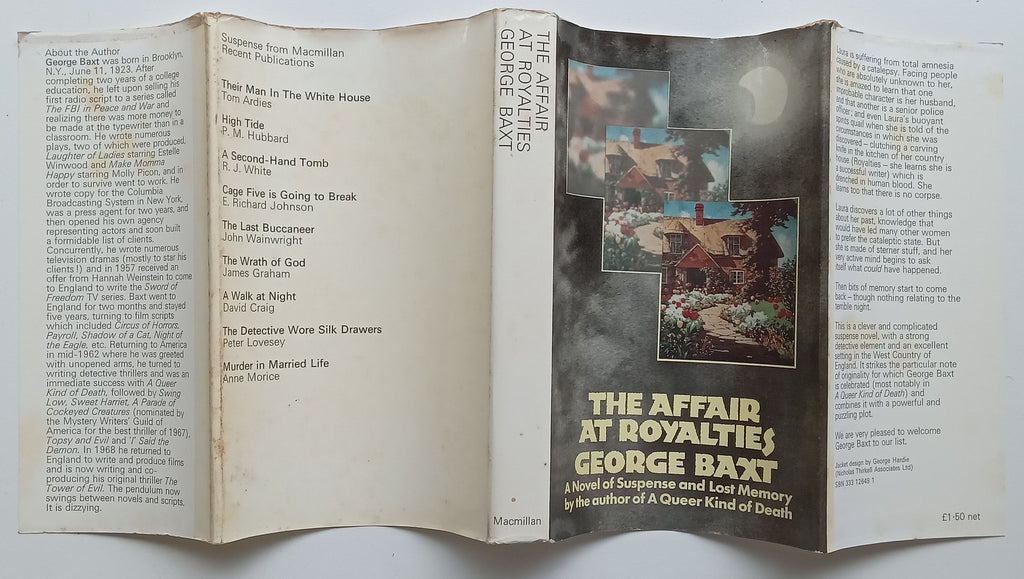 About the Author
George Baxt was born in Brooklyn,
N.Y., June 11, 1923. After
completing two years of a college
education, he left upon selling his
first radio script to a series called
The FBI in Peace and War and
realizing there was more money to
be made at the typewriter than in a
classroom. He wrote numerous
plays, two of which were produced,
Laughter of Ladies starring Estelle
Winwood and Make Momma
Happy starring Molly Picon, and in
order to survive went to work. He
wrote copy for the Columbia
Broadcasting System in New York,
was a press agent for two years, and
then opened his own agency
representing actors and soon built
a formidable list of clients.
Concurrently, he wrote numerous
television dramas (mostly to star his
clients!) and in 1957 received an
offer from Hannah Weinstein to come
to England to write the Sword of
Freedom TV series. Baxt went to
England for two months and stayed
five years, turning to film scripts
which included Circus of Horrors,
Payroll, Shadow of a Cat, Night of
the Eagle, etc. Returning to America
in mid-1962 where he was greeted
with unopened arms, he turned to
writing detective thrillers and was an
immediate success with A Queer
Kind of Death, followed by Swing
Low, Sweet Harriet, A Parade of
Cockeyed Creatures (nominated by
the Mystery Writers' Guild of
America for the best thriller of 1967),
Topsy and Evil and 'I' Said the
Demon. In 1968 he returned to
England to write and produce films
and is now writing and co-
producing his original thriller The
Tower of Evil. The pendulum now
swings between novels and scripts.
It is dizzying.
Suspense from Macmillan
Recent Publications
Their Man In The White House
Tom Ardies
High Tide
P. M. Hubbard
A Second-Hand Tomb
R. J. White
Cage Five is Going to Break
E. Richard Johnson
The Last Buccaneer
John Wainwright
The Wrath of God
James Graham
A Walk at Night
David Craig
The Detective Wore Silk Drawers
Peter Lovesey
Murder in Married Life
Anne Morice
THE AFFAIR
AT ROYALTIES
GEORGE BAXT
Macmillan
THE AFFAIR
AT ROYALTIES
GEORGE BAXT
A Novel of Suspense and Lost Memory
by the author of A Queer Kind of Death
Laura is suffering from total amnesia
caused by a catalepsy. Facing people
who are absolutely unknown to her,
she is amazed to learn that one
improbable character is her husband,
and that another is a senior police
officer; and even Laura's buoyant
spirits quail when she is told of the
circumstances in which she was
discovered – clutching a carving
knife in the kitchen of her country
house (Royalties – she learns she is
a successful writer) which is
drenched in human blood. She
learns too that there is no corpse.
Laura discovers a lot of other things
about her past, knowledge that
would have led many other women
to prefer the cataleptic state. But
she is made of sterner stuff, and her
very active mind begins to ask
itself what could have happened.
Then bits of memory start to come
back – though nothing relating to the
terrible night.
This is a clever and complicated
suspense novel, with a strong
detective element and an excellent
setting in the West Country of
England. It strikes the particular note
of originality for which George Baxt
is celebrated (most notably in
A Queer Kind of Death) and
combines it with a powerful and
puzzling plot.
We are very pleased to welcome
George Baxt to our list.
Jacket design by George Hardie
(Nicholas Thirkell Associates Ltd)
SBN 333 12649 1
£1·50 net